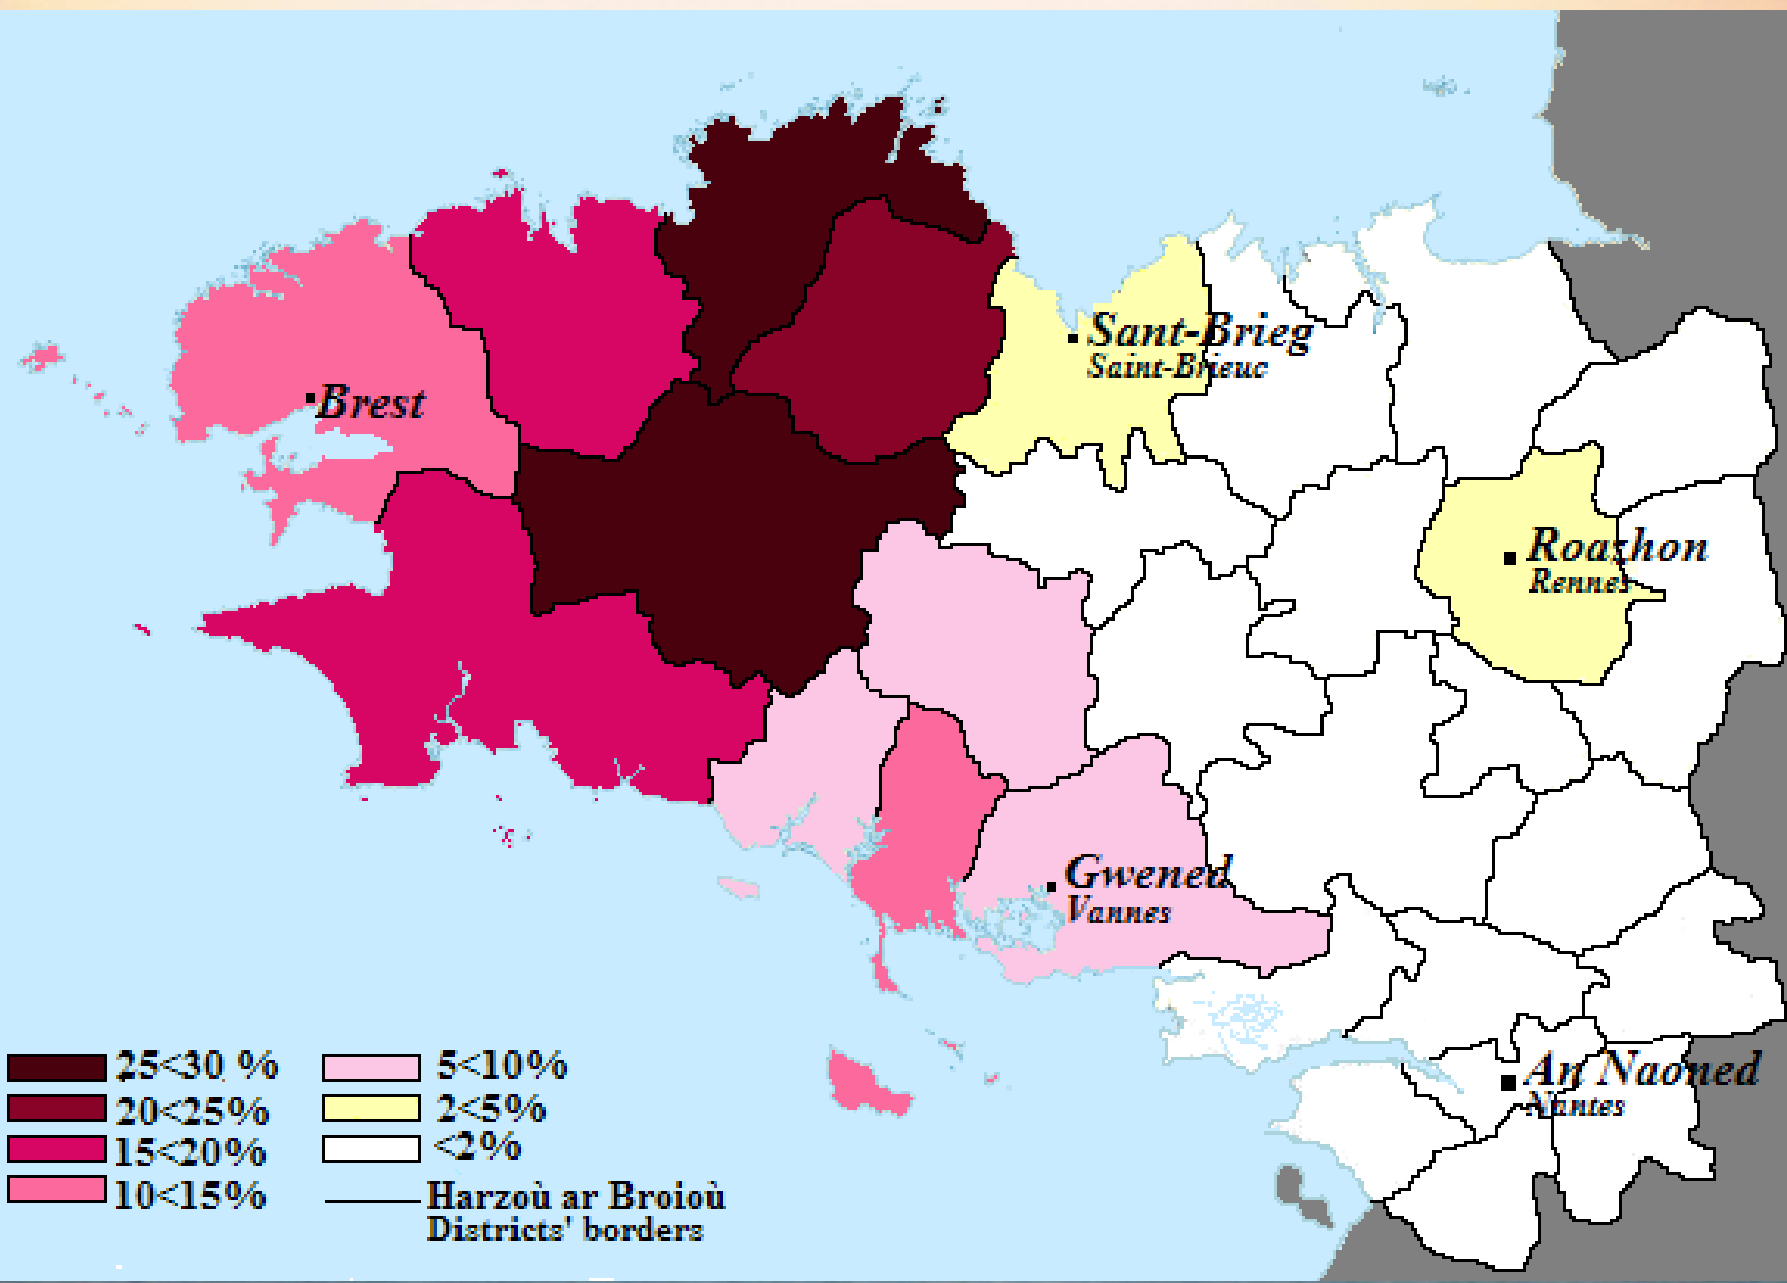 Sant-Brieg
Saint-Brieuc
Brest
Roazhon
Rennes
Gwened
Vannes
An Naoned
Nantes
25<30 %
20<25%
15<20%
10<15%
5<10%
2<5%
<2%
Harzoù ar Broioù
Districts' borders